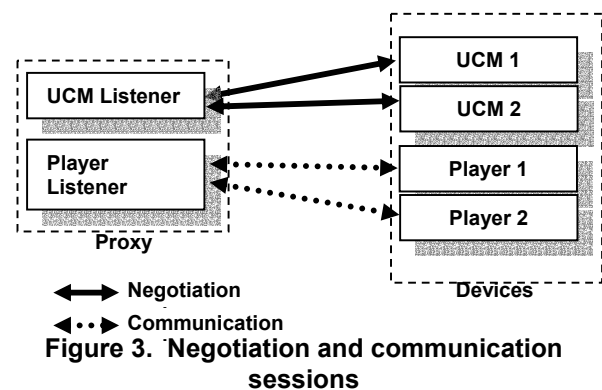 UCM Listener
Player
Listener
Proxy
UCM 1
UCM 2
Player 1
Player 2
Devices
Negotiation
Communication
Figure 3. Negotiation and communication
sessions